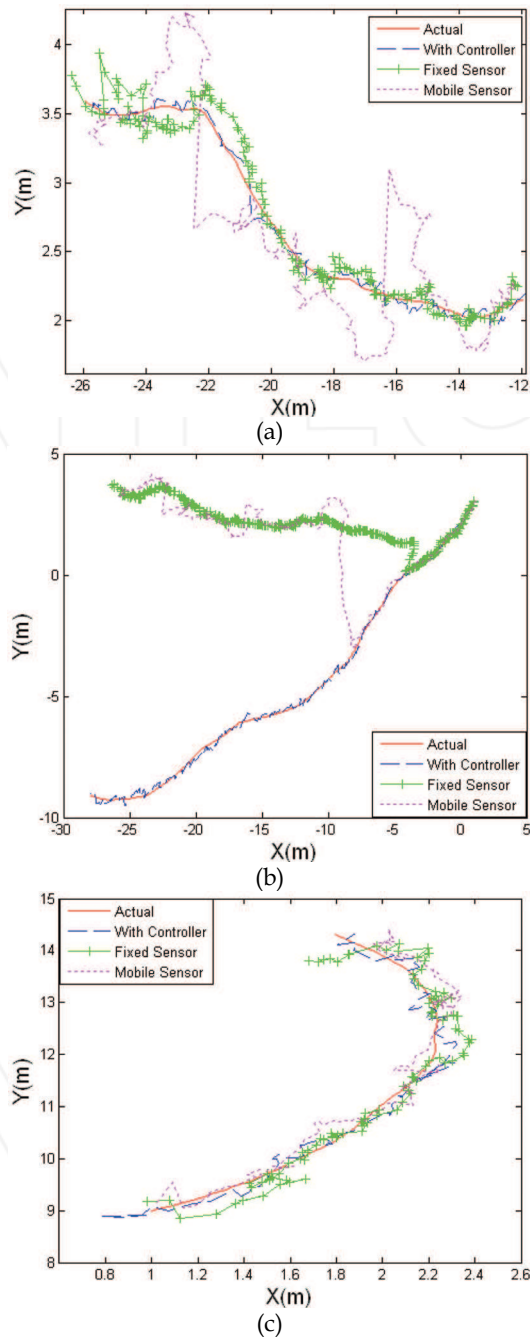 4
3.5
3
2.5
2
Y(m)
Actual
With Controller
Fixed Sensor
Mobile Sensor
-26 -24 -22 -20 -18 -16 -14 -12
X(m)
(a)
5
0
-5
-10
Y(m)
Actual
With Controller
Fixed Sensor
Mobile Sensor
-30 -25 -20 -15 -10 -5 0 5
X(m)
(b)
15
14
13
12
11
10
9
8
Y(m)
Actual
With Controller
Fixed Sensor
Mobile Sensor
0.8 1 1.2 1.4 1.6 1.8 2 2.2 2.4 2.6
X(m)
(c)